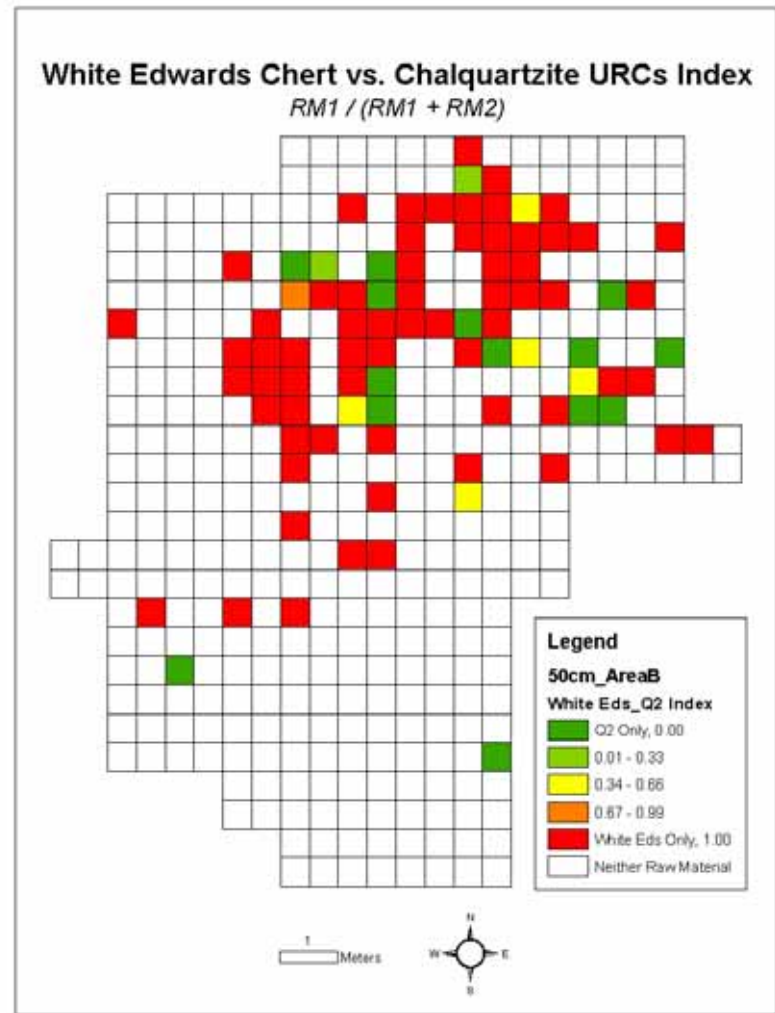 White Edwards Chert vs. Chalquartzite URCs Index
RM1 / (RM1 + RM2)
Legend
50cm_AreaB
White Eds_Q2 Index
Q2 Only, 0.00
0.01 - 0.33
0.34 - 0.66
0.67 - 0.99
White Eds Only, 1.00
Neither Raw Material
1
Meters
N
W
E
S